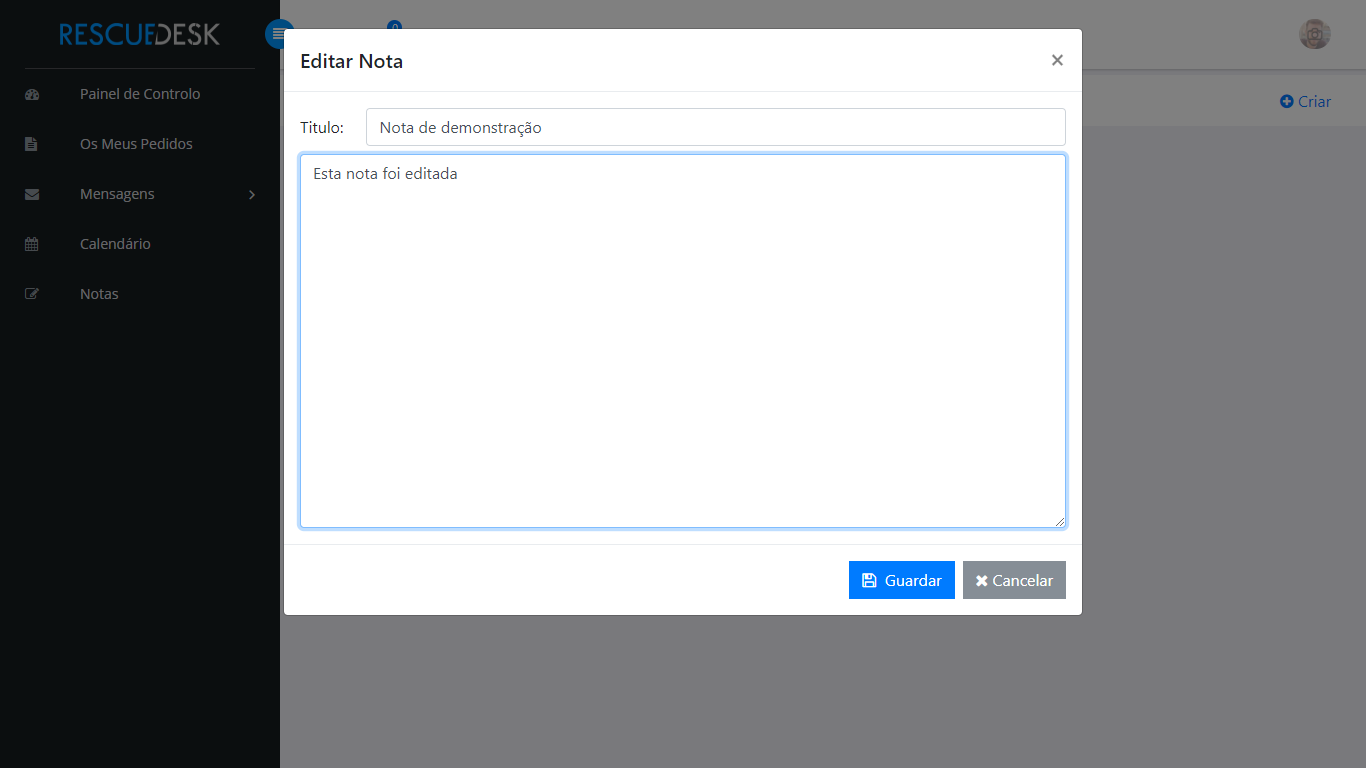 RESCUEDESK
0
Editar Nota
×
Painel de Controlo
Titulo:
Nota de demonstração
Criar
Os Meus Pedidos
Esta nota foi editada
Mensagens
Calendário
Notas
Guardar
Cancelar